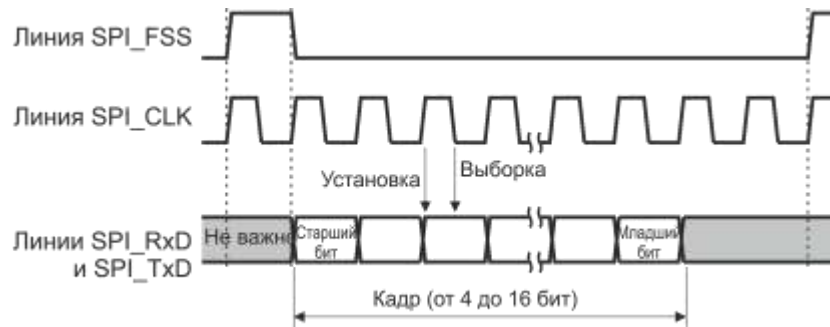 Линия SPI_FSS
Линия SPI_CLK
Установка
Выборка
Линии SPI_RxD
и SPI_TxD
Не важно
Старший
бит
Младший
бит
Кадр (от 4 до 16 бит)